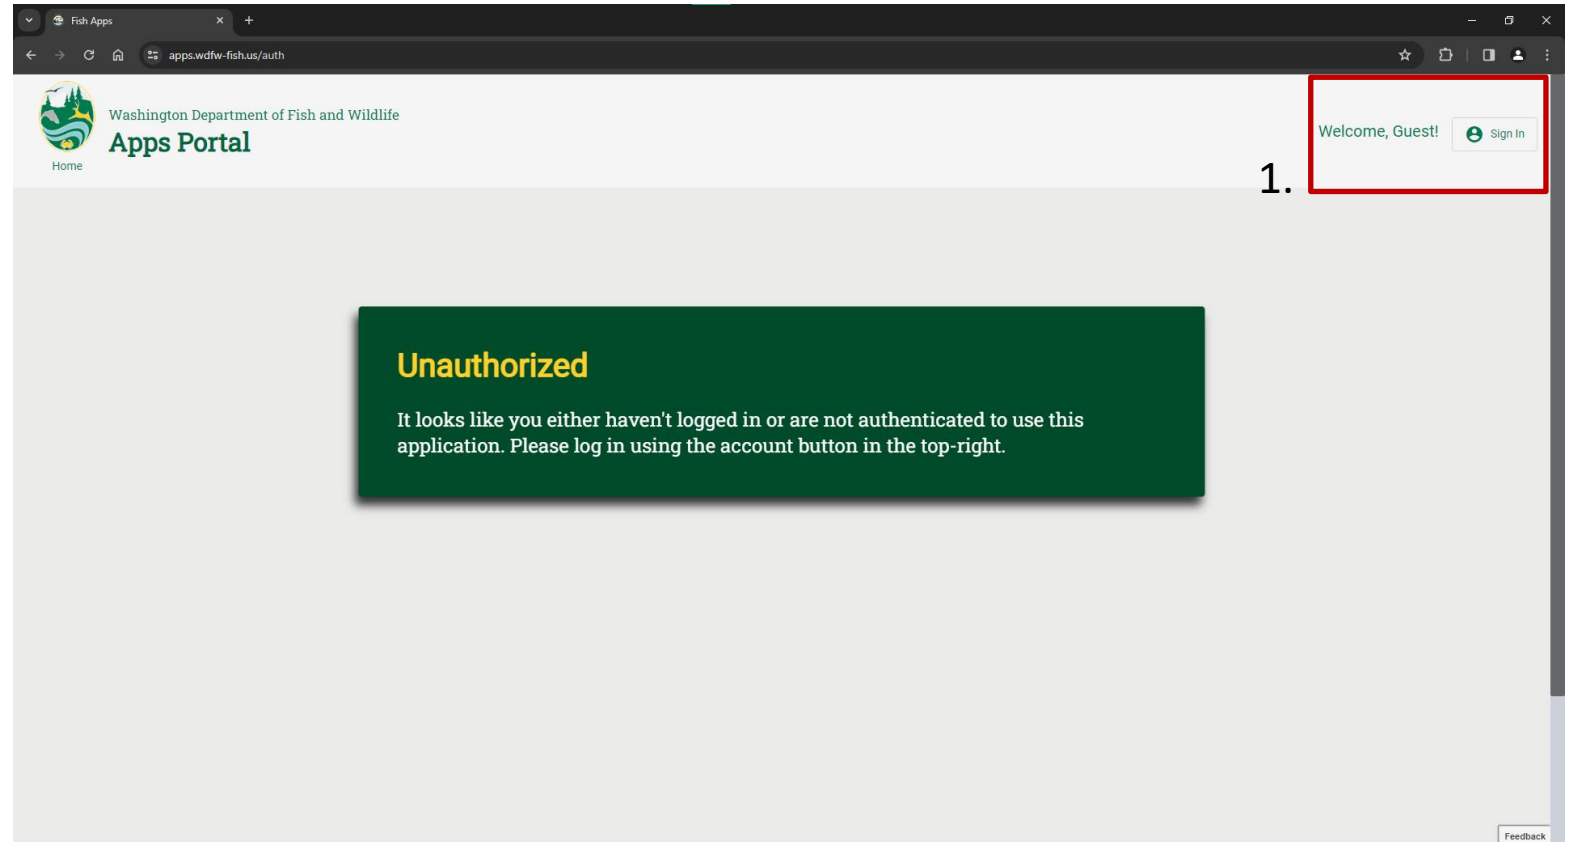 Fish Apps
apps.wdfw-fish.us/auth
Washington Department of Fish and Wildlife
Apps Portal
Home
Welcome, Guest!
Sign In
1.
Unauthorized
It looks like you either haven't logged in or are not authenticated to use this
application. Please log in using the account button in the top-right.
Feedback